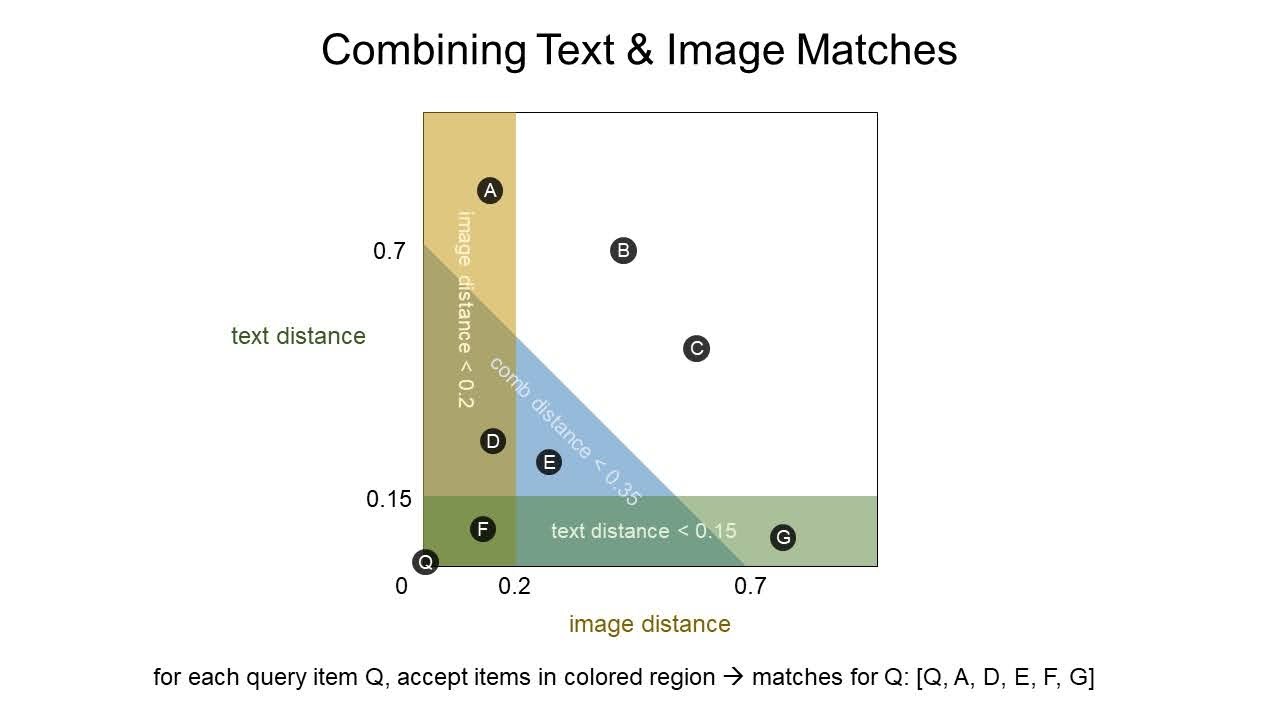 Combining Text & Image Matches
A
image distance < 0.2
0.7
B
text distance
C
comb distance < 0.35
D
E
0.15
F
text distance < 0.15
G
Q
0
0.2
0.7
image distance
for each query item Q, accept items in colored region → matches for Q: [Q, A, D, E, F, G]